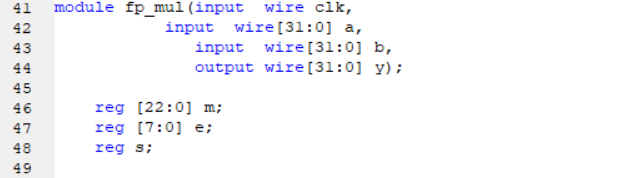 41 module fp_mul(input  wire clk,
42 input  wire[31:0] a,
43 input  wire[31:0] b,
44 output wire[31:0] y);
45
46 reg [22:0] m;
47 reg [7:0] e;
48 reg s;
49